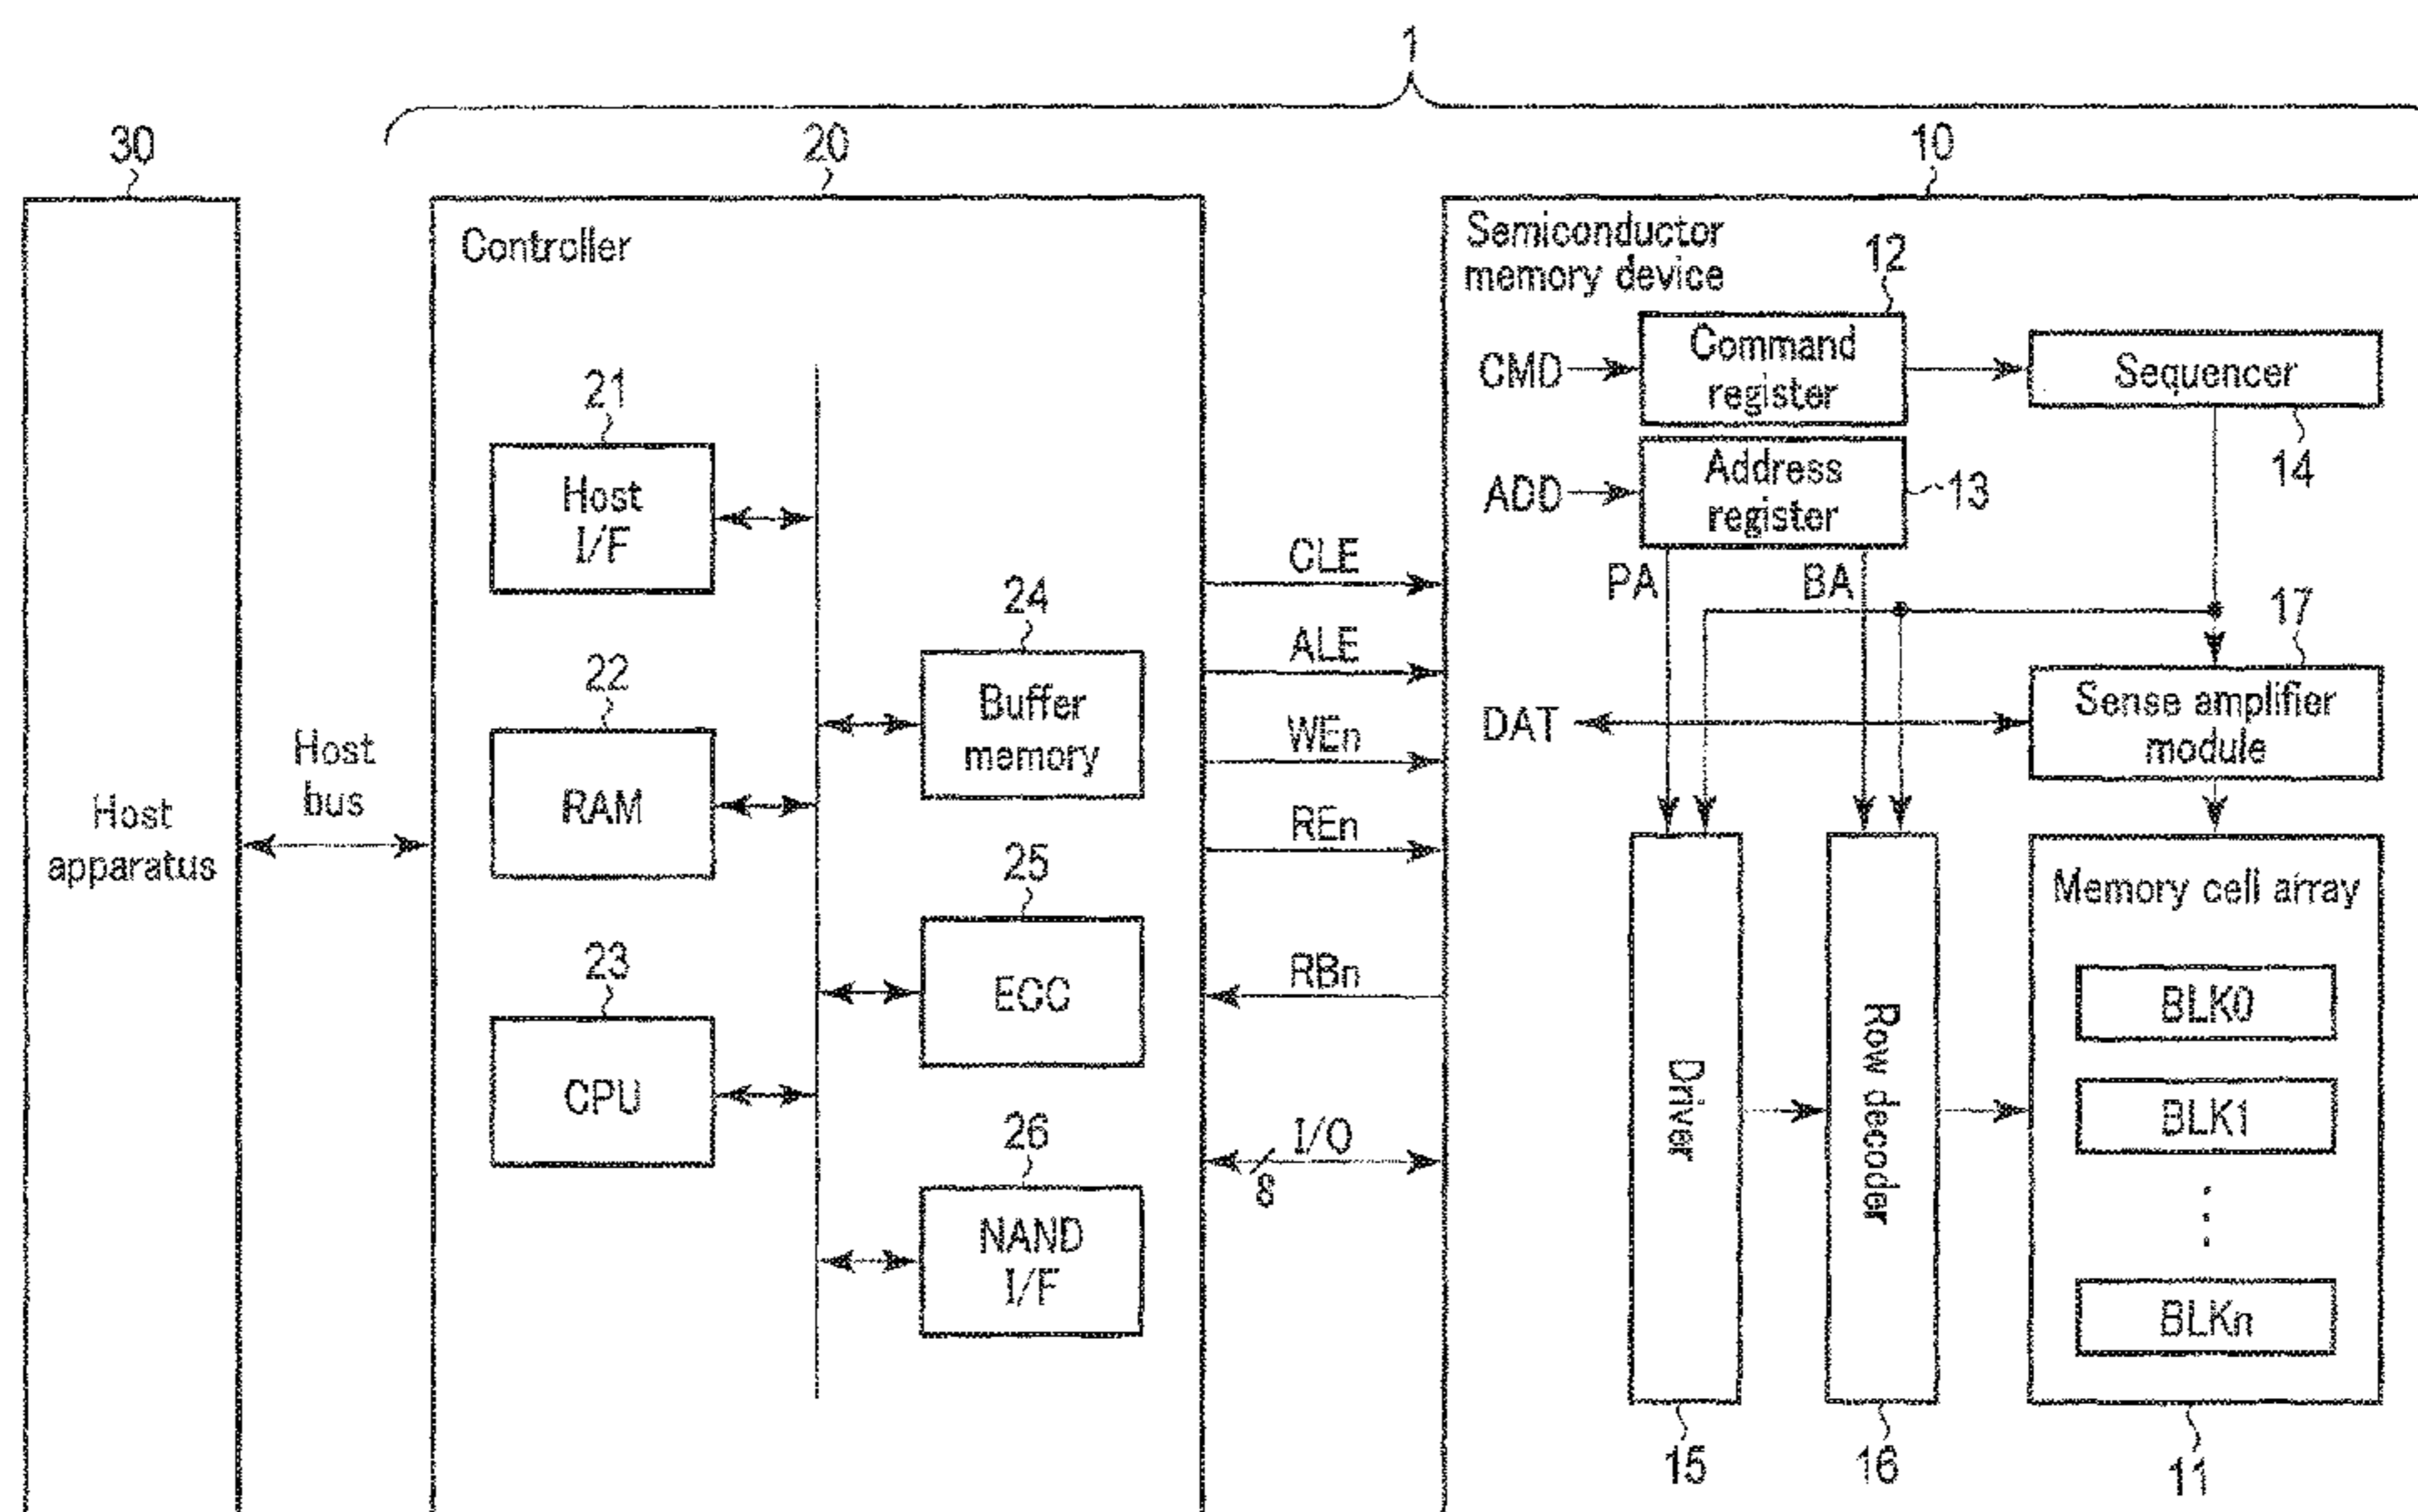 1
30
20
10
Controller
Semiconductor
memory device
12
Command
register
CMD
Sequencer
14
Address
register
ADD
13
21
Host
I/F
PA
BA
CLE
24
Buffer
memory
ALE
17
Sense amplifier
module
22
RAM
WEn
DAT
Host
bus
Host
apparatus
REn
25
ECC
Memory cell array
23
CPU
RBn
BLK0
BLK1
BLKn
Driver
Row decoder
26
NAND
I/F
I/O
8
15
16
11